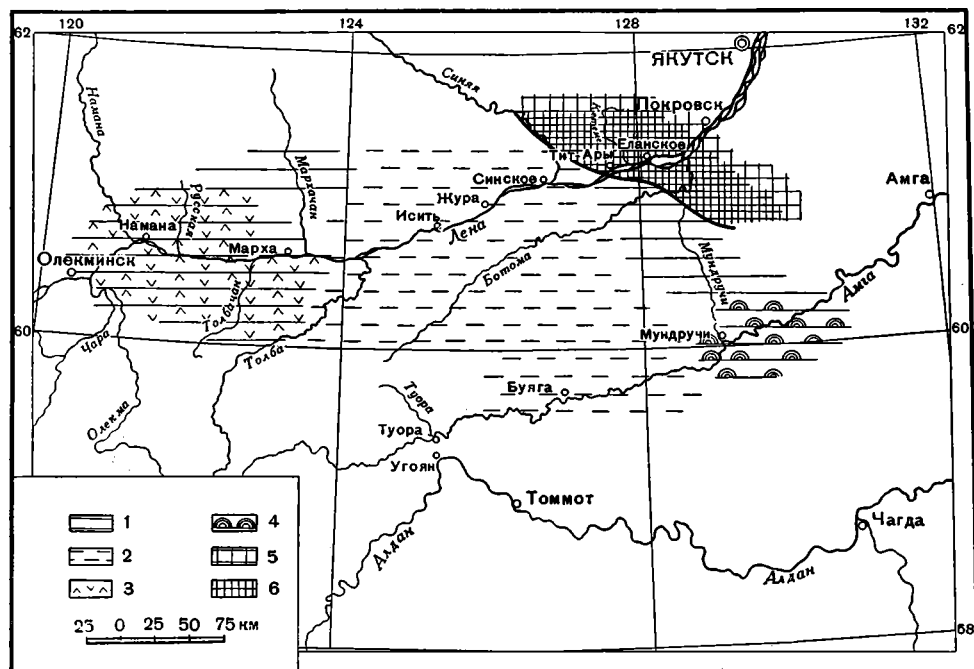 120
124
128
132
62
62
ЯКУТСК
Синяя
Намана
Покровск
Мархачан
Тит-Ары
Еланское
Русская
Синское
Амга
Жура
Намана
Исить
Лена
Марха
Олекминск
Ботома
Мундручи
Амга
Толбачан
60
60
Чара
Толба
Мундручи
Туора
Буяга
Олекма
Туора
Угоян
Томмот
Чагда
Алдан
Алдан
1
4
2
5
3
6
25 0 25 50 75 км
58